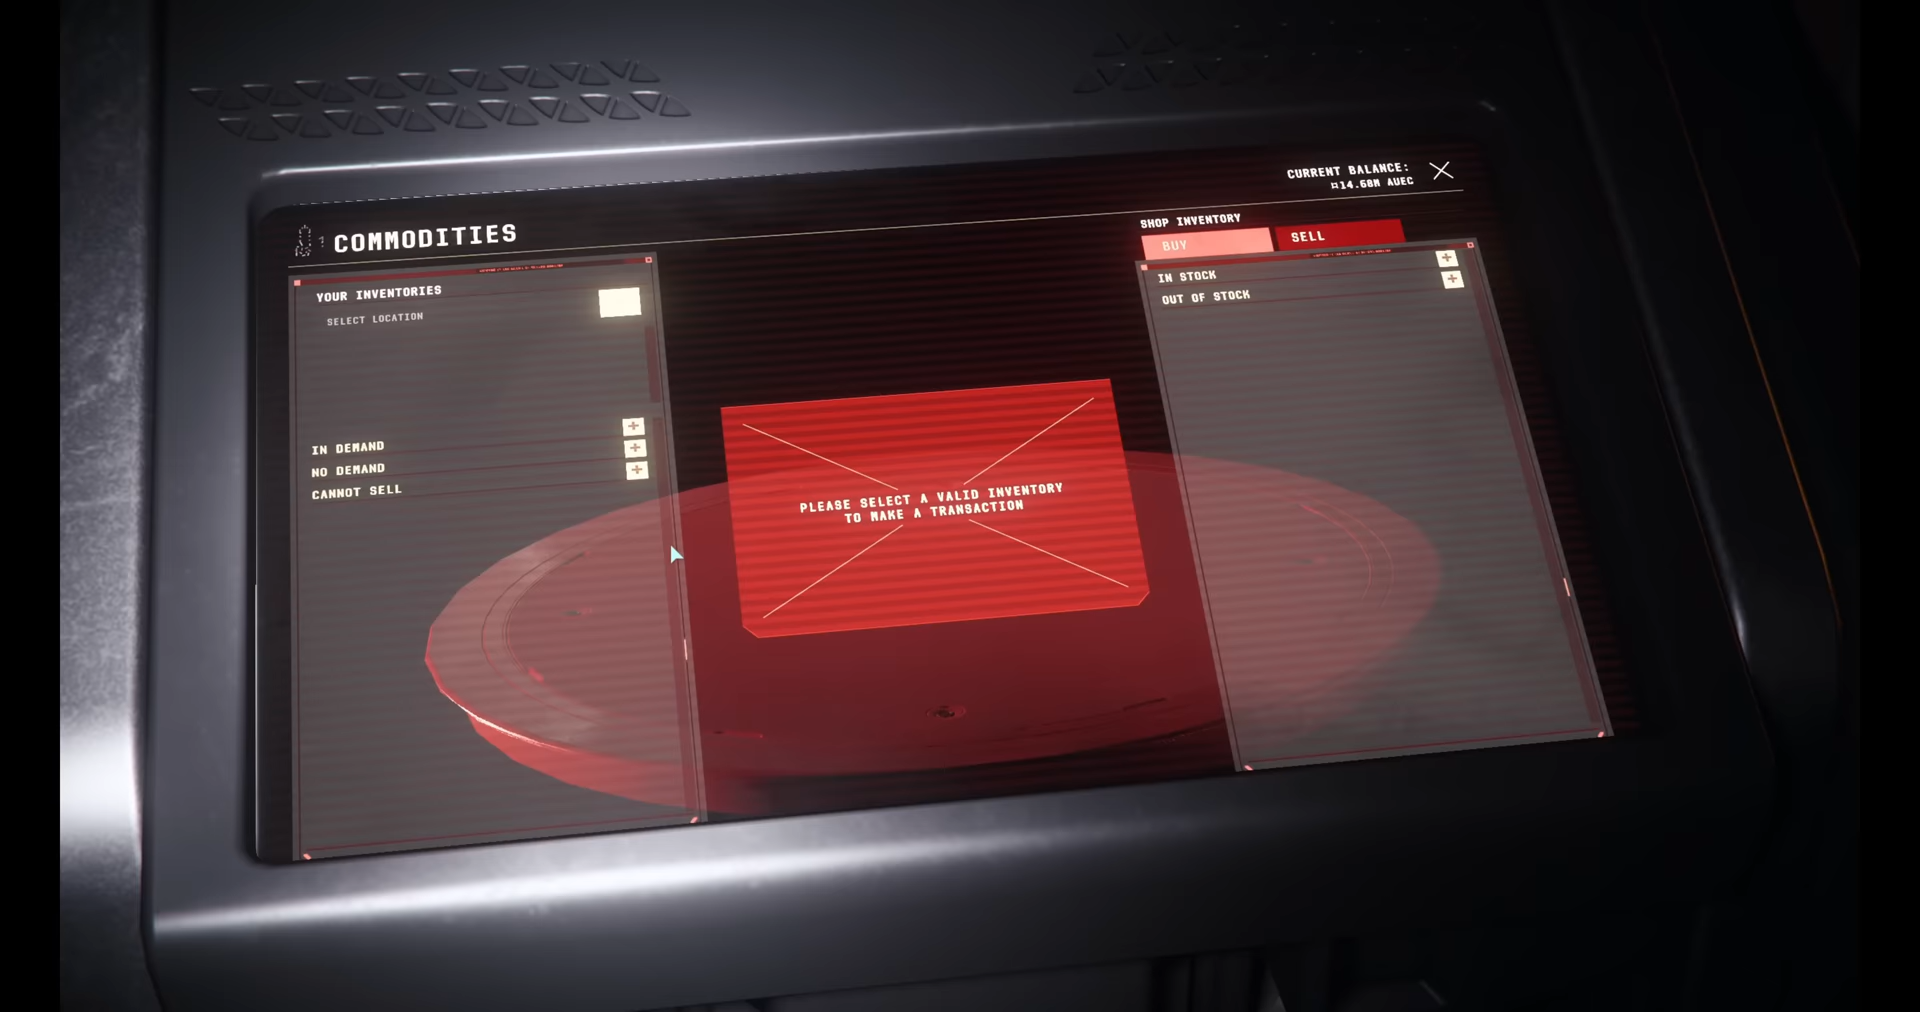 CURRENT BALANCE:
¤14.68M AUEC
COMMODITIES
SHOP INVENTORY
BUY
SELL
YOUR INVENTORIES
SELECT LOCATION
IN STOCK
OUT OF STOCK
IN DEMAND
NO DEMAND
CANNOT SELL
PLEASE SELECT A VALID INVENTORY
TO MAKE A TRANSACTION